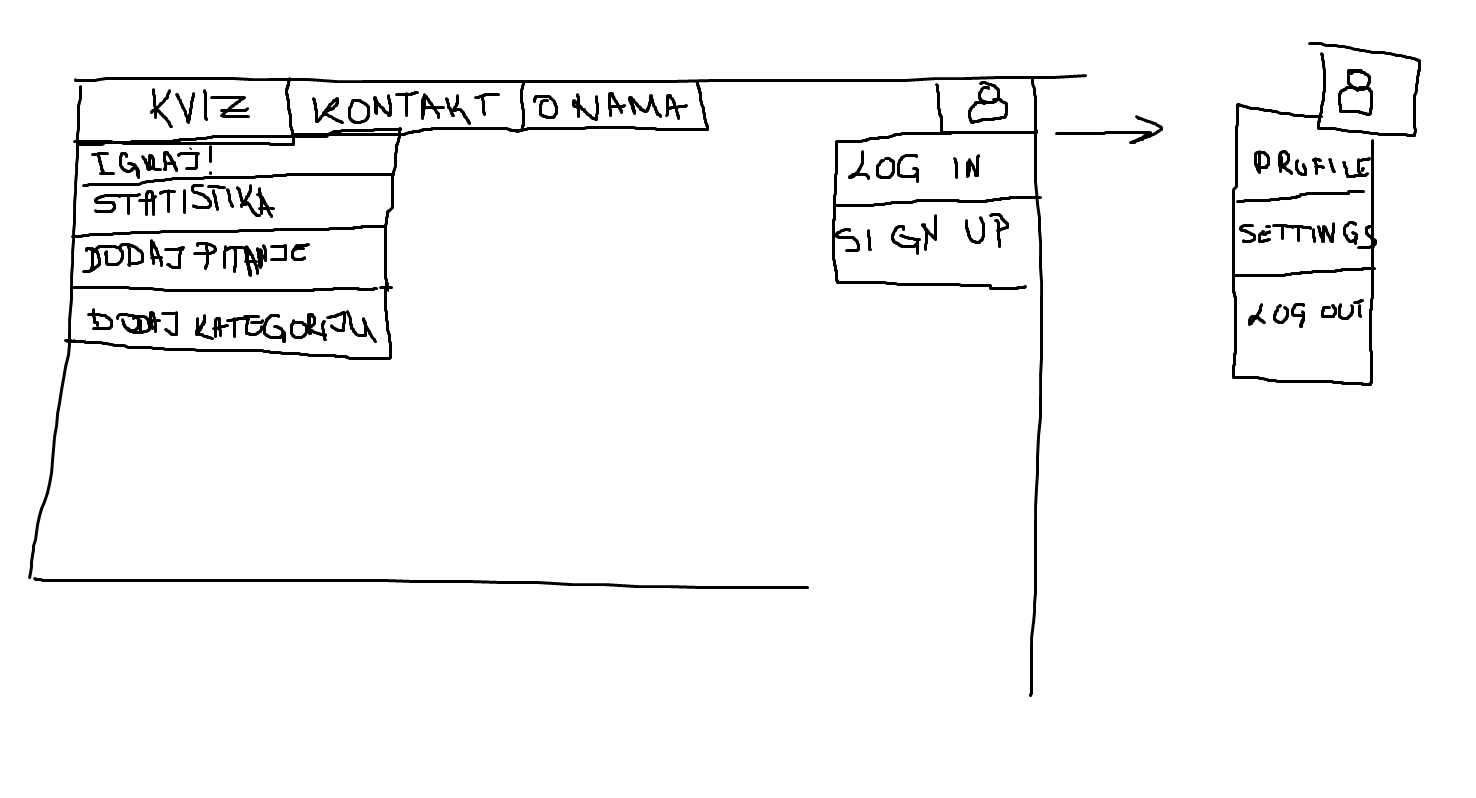 KVIZ KONTAKT O NAMA
IGRAJ!
STATISTIKA
DODAJ PITANJE
DODAJ KATEGORIJU
LOG IN
SIGN UP
PROFILE
SETTINGS
LOG OUT